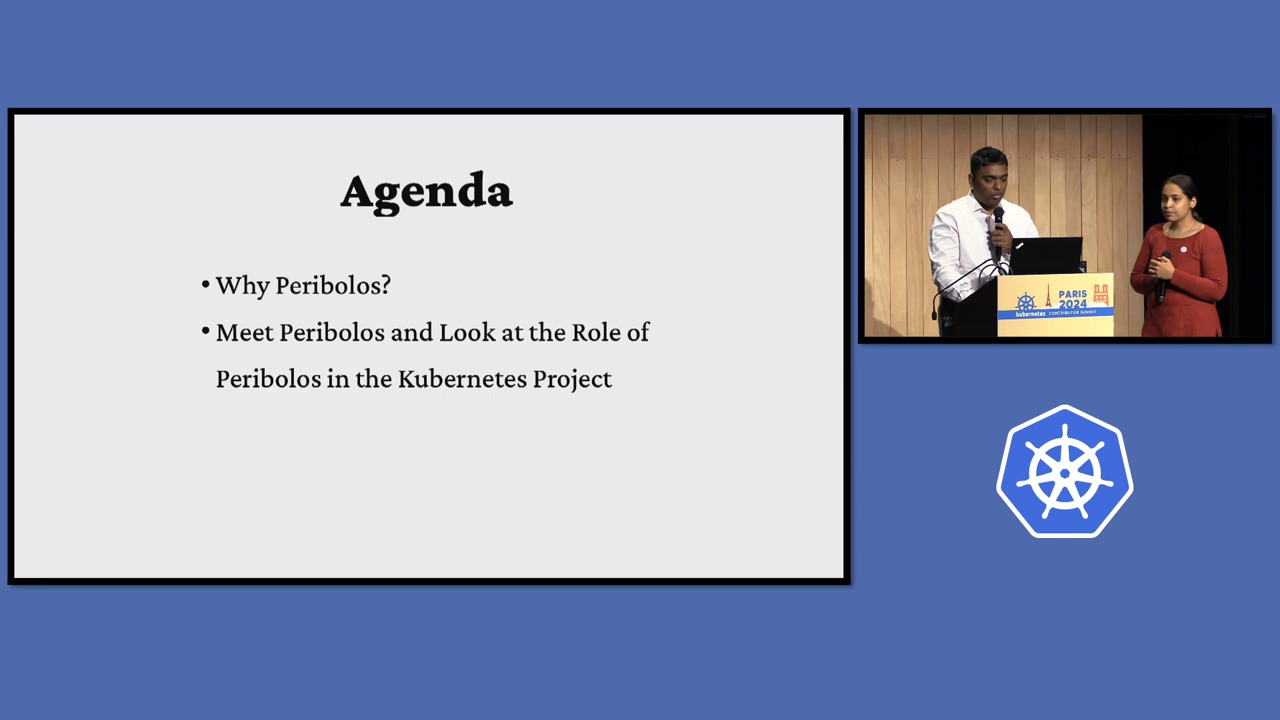 Agenda
• Why Peribolos?
• Meet Peribolos and Look at the Role of
Peribolos in the Kubernetes Project
PARIS
2024
kubernetes CONTRIBUTOR SUMMIT